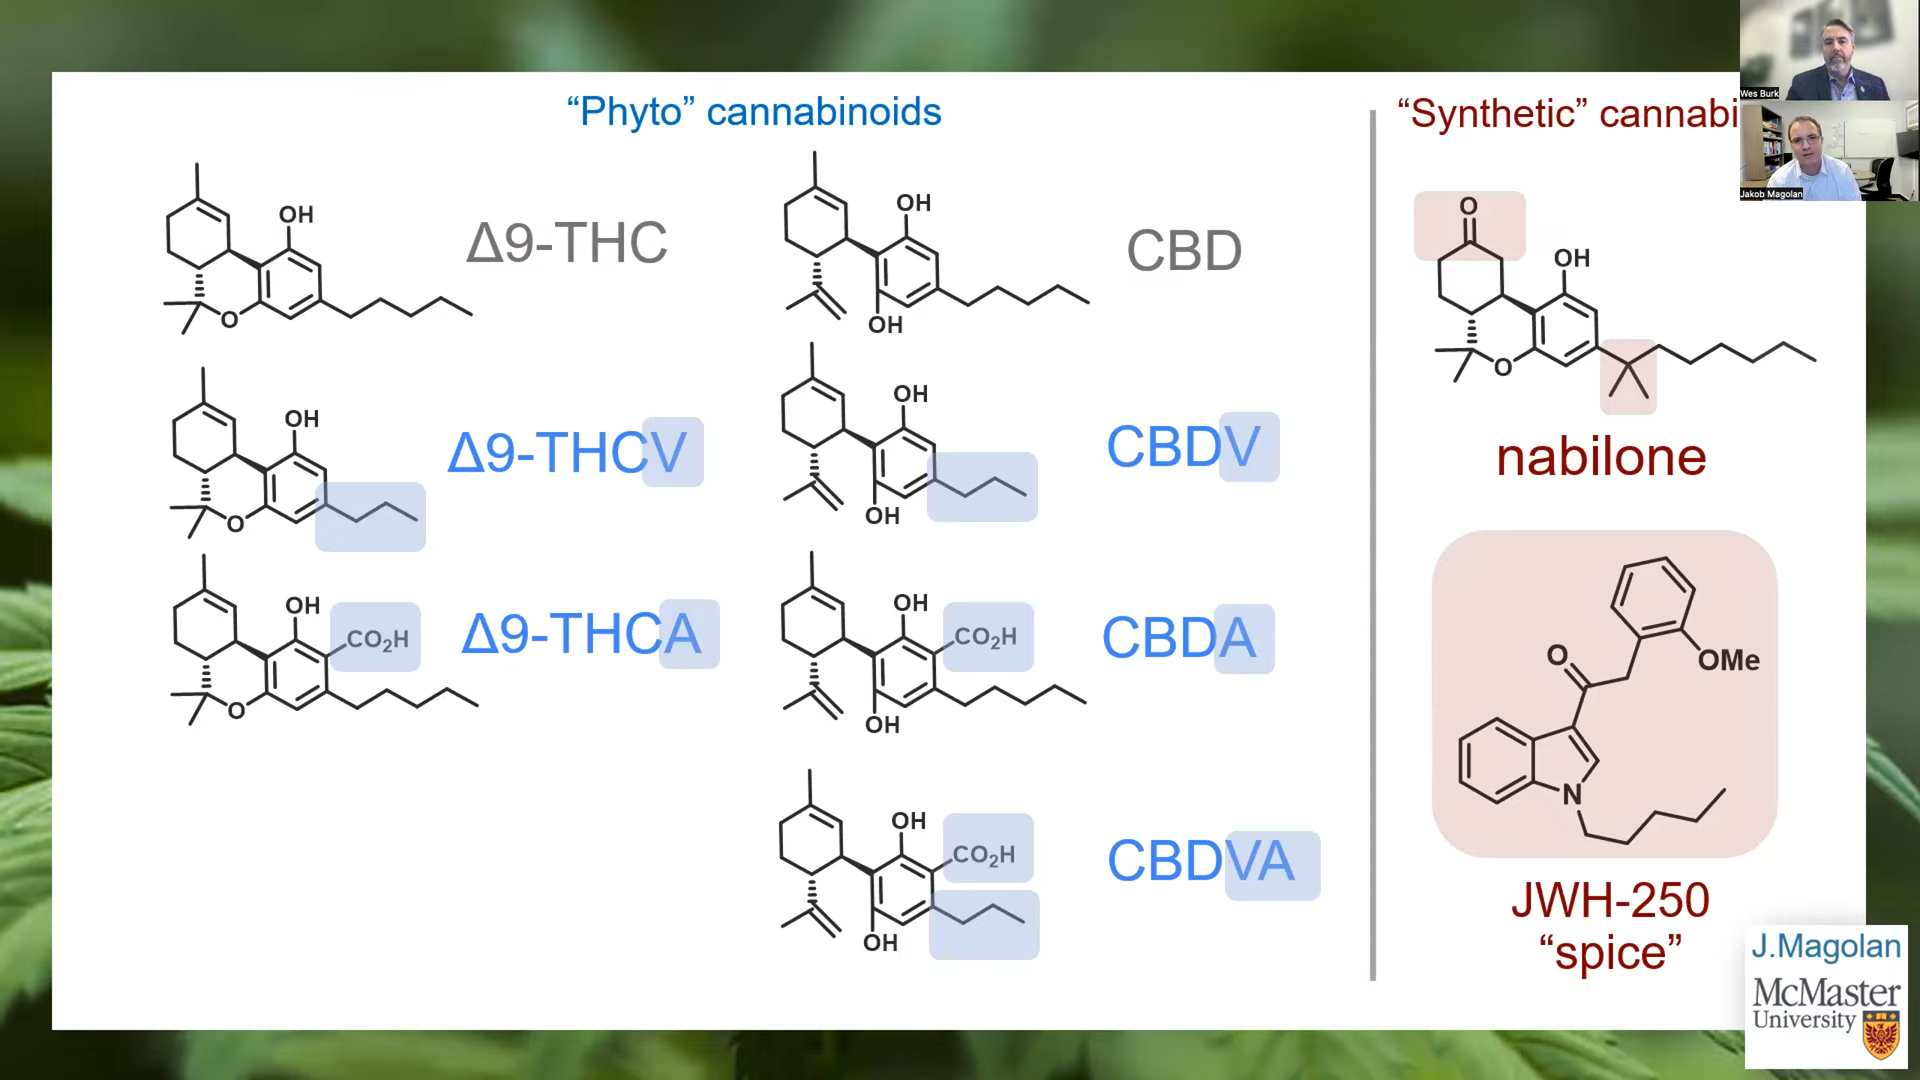 “Phyto” cannabinoids
“Synthetic” cannabi
Wes Burk
Jakob Magolan
OH
O
Δ9-THC
OH
OH
CBD
O
OH
O
nabilone
OH
O
Δ9-THCV
OH
OH
CBDV
OH
CO₂H
O
Δ9-THCA
OH
CO₂H
OH
CBDA
OH
CO₂H
OH
CBDVA
O
OMe
N
JWH-250
“spice”
J.Magolan
McMaster
University